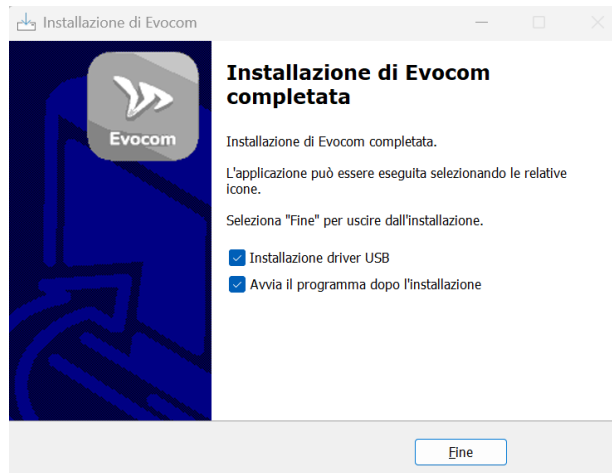 Installazione di Evocom
Evocom
Installazione di Evocom
completata
Installazione di Evocom completata.
L'applicazione può essere eseguita selezionando le relative
icone.
Seleziona "Fine" per uscire dall'installazione.
Installazione driver USB
Avvia il programma dopo l'installazione
Fine